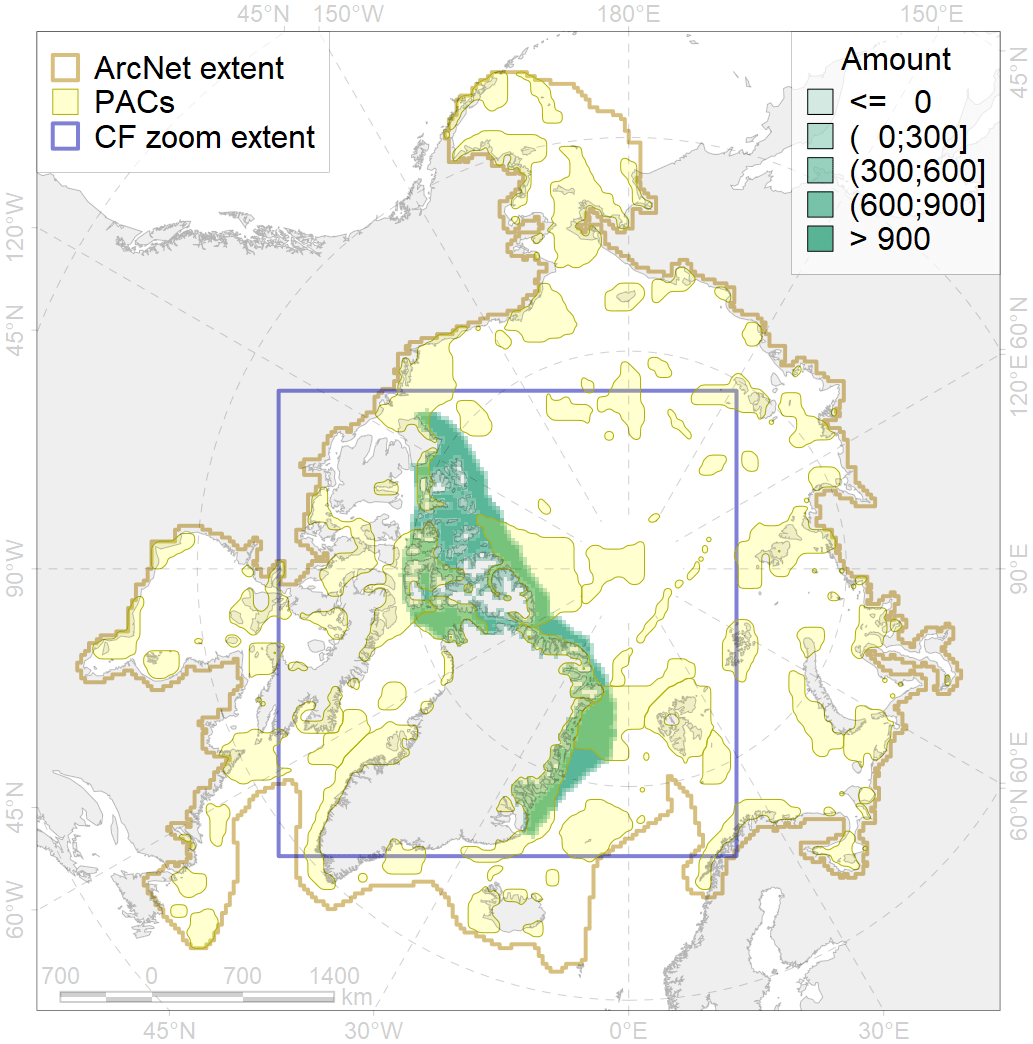 45°N 150°W 180°E 150°E
ArcNet extent
PACs
CF zoom extent
Amount
<= 0
( 0;300]
(300;600]
(600;900]
> 900
45°N
120°W
45°N
60°N
120°E
90°W
90°E
45°N
60°E
60°N
60°W
700 0 700 1400
km
45°N 30°W 0°E 30°E